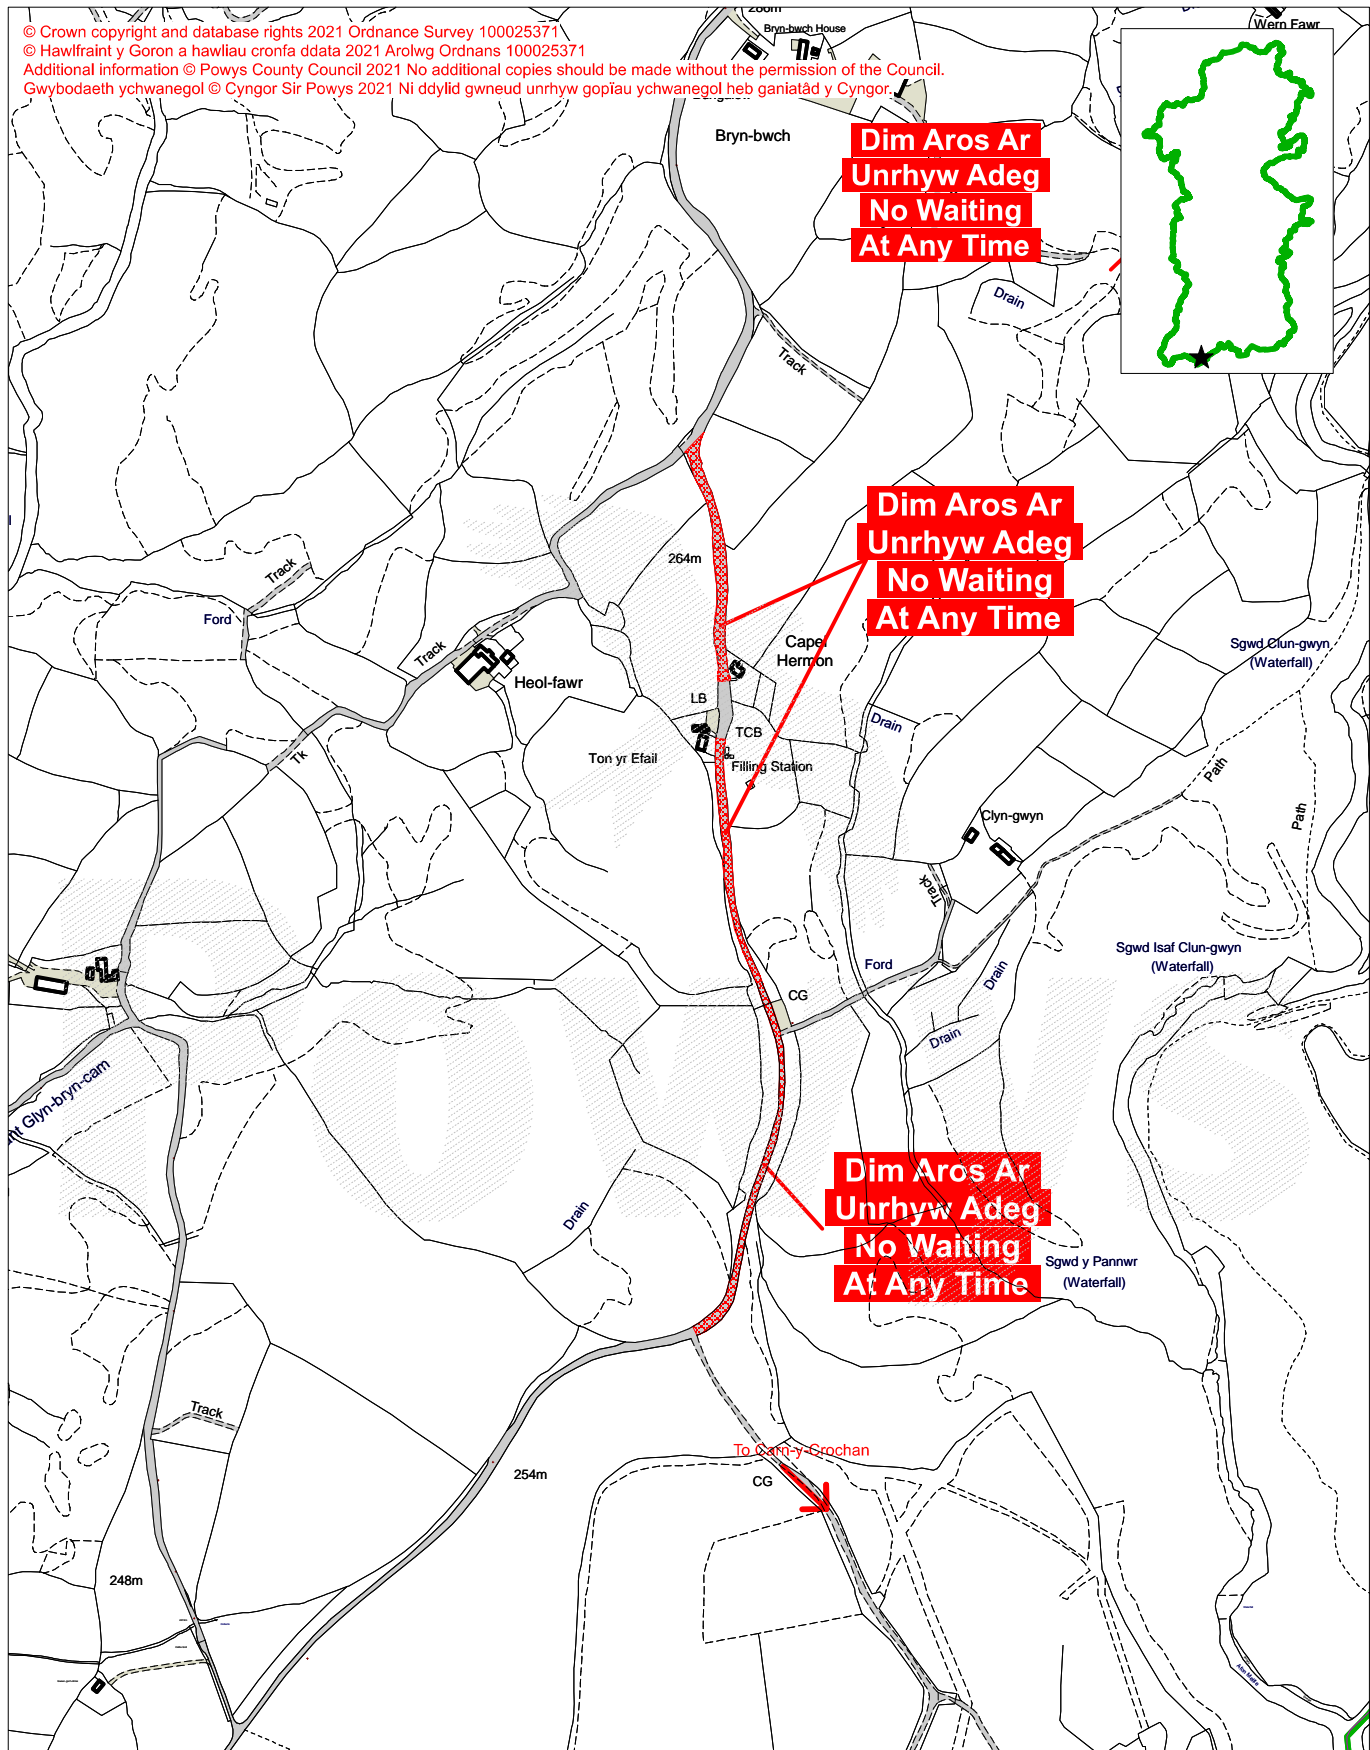 © Crown copyright and database rights 2021 Ordnance Survey 100025371
© Hawlfraint y Goron a hawliau cronfa ddata 2021 Arolwg Ordnans 100025371
Additional information © Powys County Council 2021 No additional copies should be made without the permission of the Council.
Gwybodaeth ychwanegol © Cyngor Sir Powys 2021 Ni ddylid gwneud unrhyw gopïau ychwanegol heb ganiatâd y Cyngor.
Bryn-bwch House
Wern Fawr
Bryn-bwch
Dim Aros Ar
Unrhyw Adeg
No Waiting
At Any Time
Drain
Track
Dim Aros Ar
Unrhyw Adeg
No Waiting
At Any Time
264m
Track
Ford
Track
Heol-fawr
Capel
Hermon
Sgwd Clun-gwyn
(Waterfall)
LB
TCB
Drain
Ton yr Efail
Filling Station
Tk
Path
Path
Clyn-gwyn
Track
Sgwd Isaf Clun-gwyn
(Waterfall)
Ford
Drain
CG
Drain
Glyn-bryn-cam
Dim Aros Ar
Unrhyw Adeg
No Waiting
At Any Time
Drain
Sgwd y Pannwr
(Waterfall)
Track
To Carn-y-Crochan
CG
254m
248m
POWYS